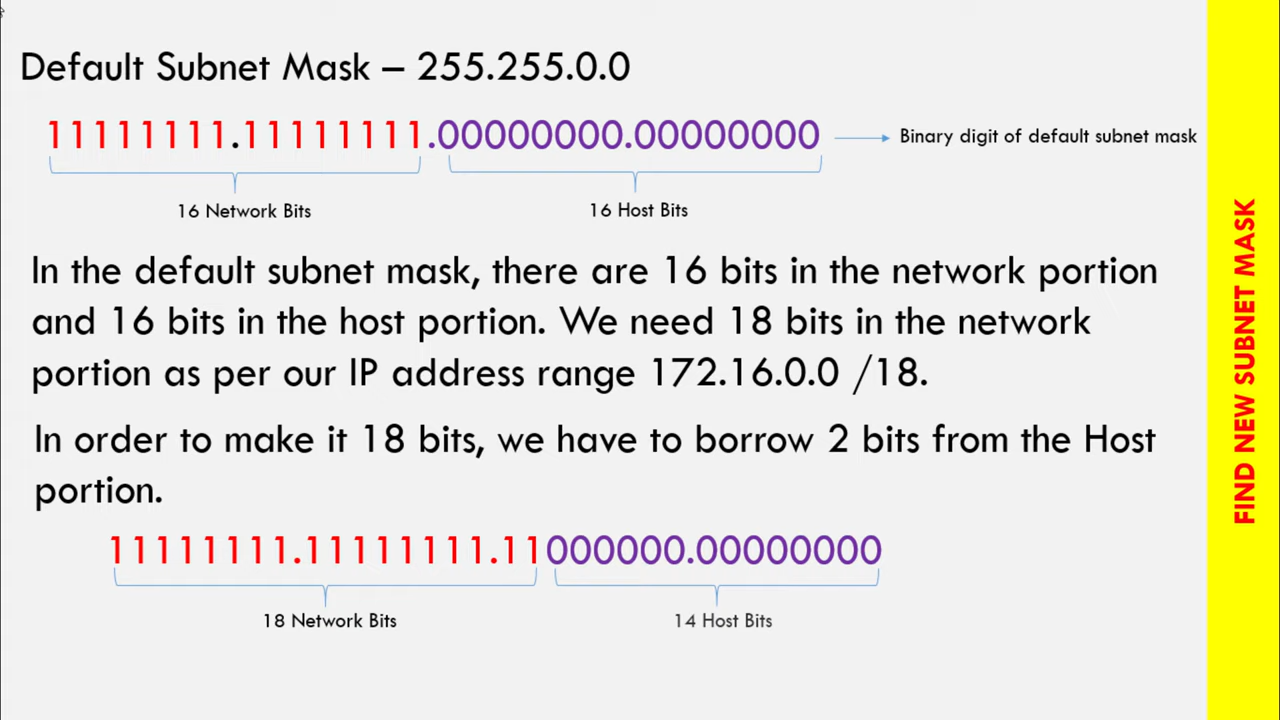 Default Subnet Mask – 255.255.0.0
11111111.11111111.00000000.00000000
Binary digit of default subnet mask
16 Network Bits
16 Host Bits
In the default subnet mask, there are 16 bits in the network portion
and 16 bits in the host portion. We need 18 bits in the network
portion as per our IP address range 172.16.0.0 /18.
In order to make it 18 bits, we have to borrow 2 bits from the Host
portion.
11111111.11111111.11000000.00000000
18 Network Bits
14 Host Bits
FIND NEW SUBNET MASK